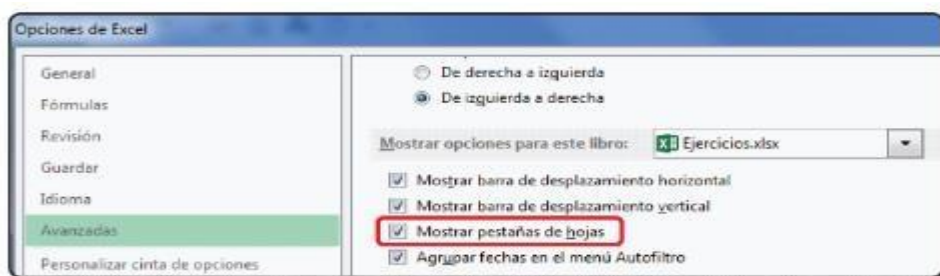 Opciones de Excel
General
Fórmulas
Revisión
Guardar
Idioma
Avanzadas
Personalizar cinta de opciones
De derecha a izquierda
De izquierda a derecha
Mostrar opciones para este libro: Ejercicios.xlsx
Mostrar barra de desplazamiento horizontal
Mostrar barra de desplazamiento vertical
Mostrar pestañas de hojas
Agrupar fechas en el menú Autofiltro